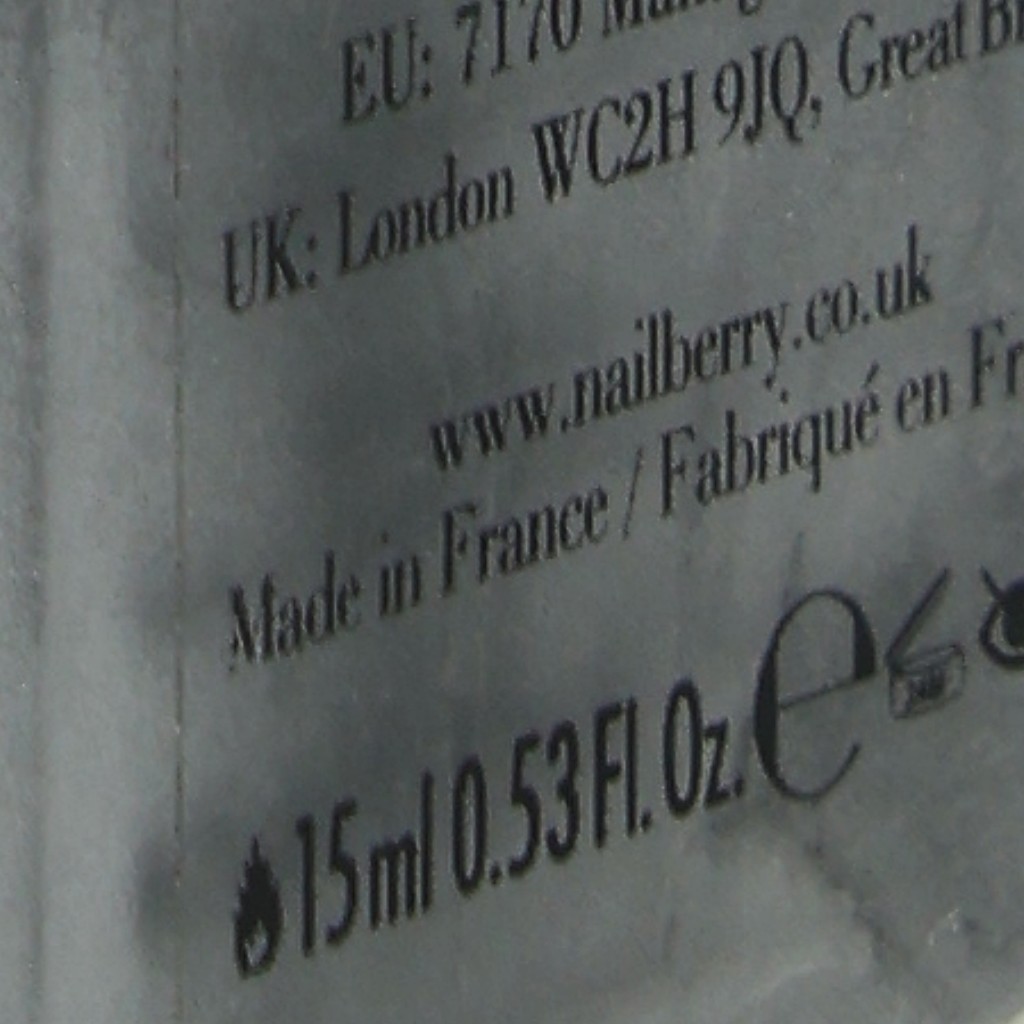 EU: 7170
UK: London WC2H 9JQ, Great
www.nailberry.co.uk
Made in France / Fabriqué en
15ml 0.53 Fl. Oz. e